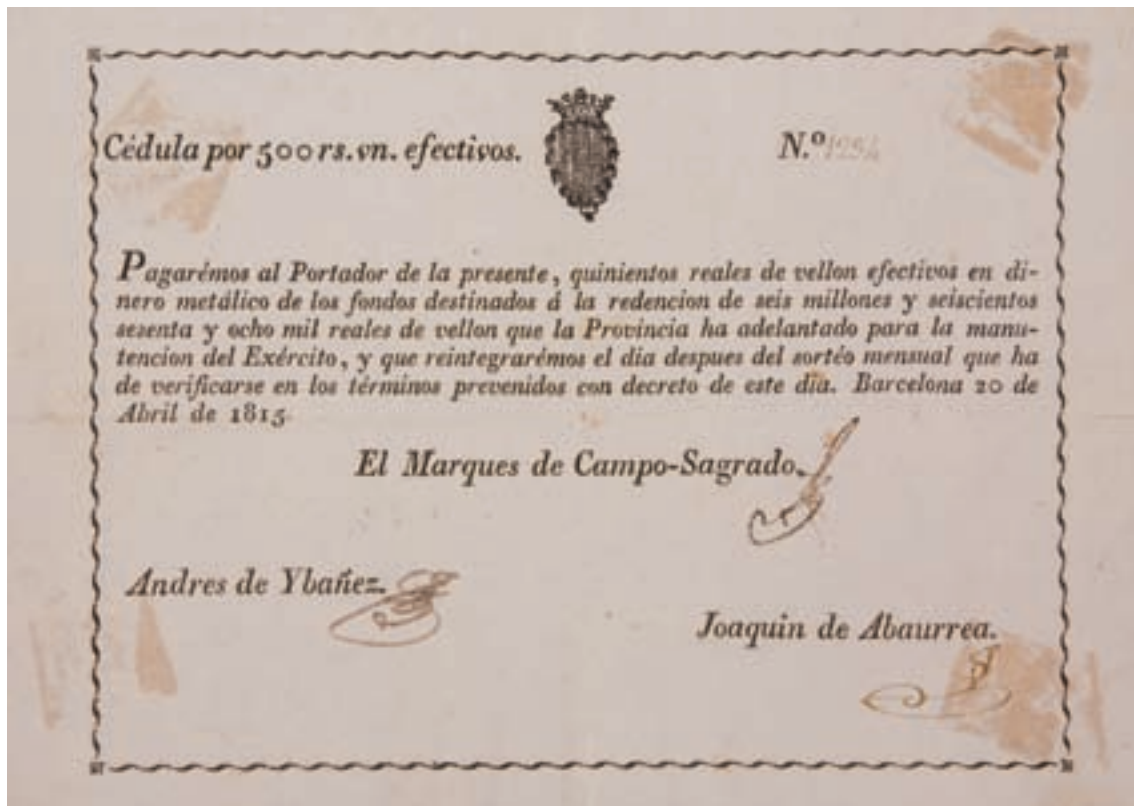 Cédula por 500 rs. vn. efectivos. N.º 1294
Pagarémos al Portador de la presente, quinientos reales de vellon efectivos en di-
nero metálico de los fondos destinados á la redencion de seis millones y seiscientos
sesenta y ocho mil reales de vellon que la Provincia ha adelantado para la manu-
tencion del Exército, y que reintegrarémos el dia despues del sortéo mensual que ha
de verificarse en los términos prevenidos con decreto de este dia. Barcelona 20 de
Abril de 1815.
El Marques de Campo-Sagrado.
Andres de Ybañez.
Joaquin de Abaurrea.